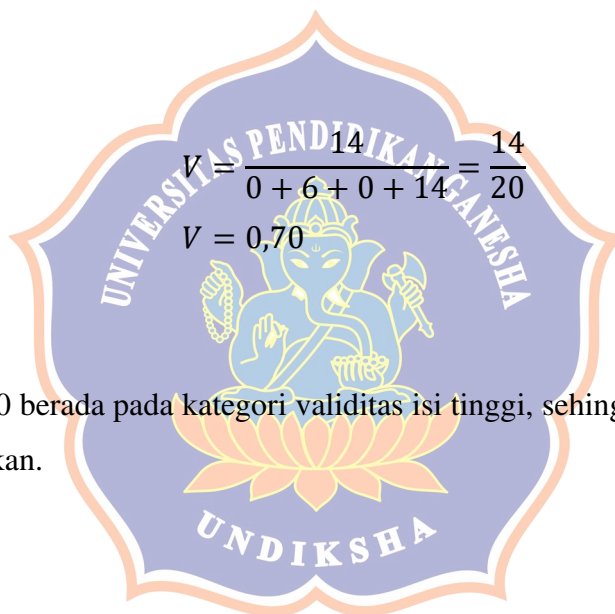 UNIVERSITAS PENDIDIKAN GANESHA
V = 14 / (0 + 6 + 0 + 14) = 14 / 20
V = 0,70
0 berada pada kategori validitas isi tinggi, sehing
kan.
UNDIKSHA